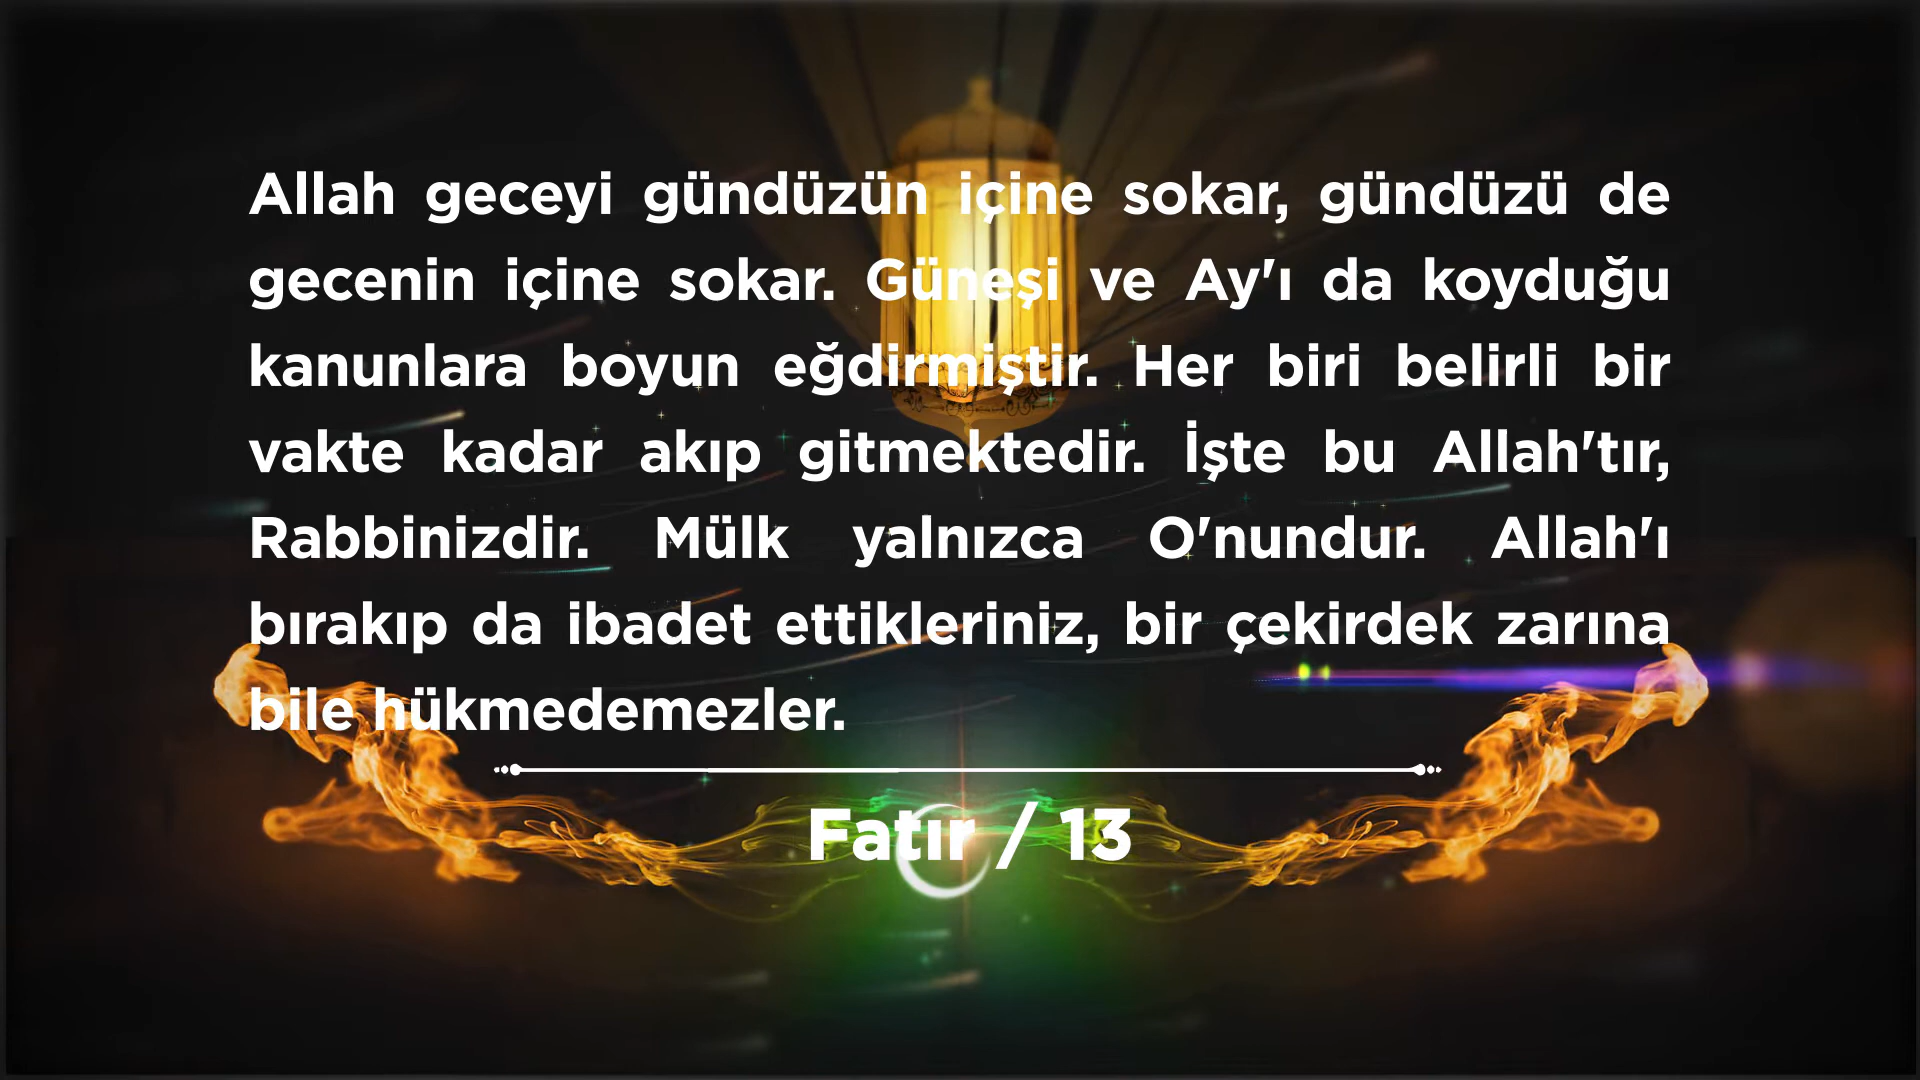 Allah geceyi gündüzün içine sokar, gündüzü de
gecenin içine sokar. Güneşi ve Ay'ı da koyduğu
kanunlara boyun eğdirmiştir. Her biri belirli bir
vakte kadar akıp gitmektedir. İşte bu Allah'tır,
Rabbinizdir. Mülk yalnızca O'nundur. Allah'ı
bırakıp da ibadet ettikleriniz, bir çekirdek zarına
bile hükmedemezler.
Fatır / 13